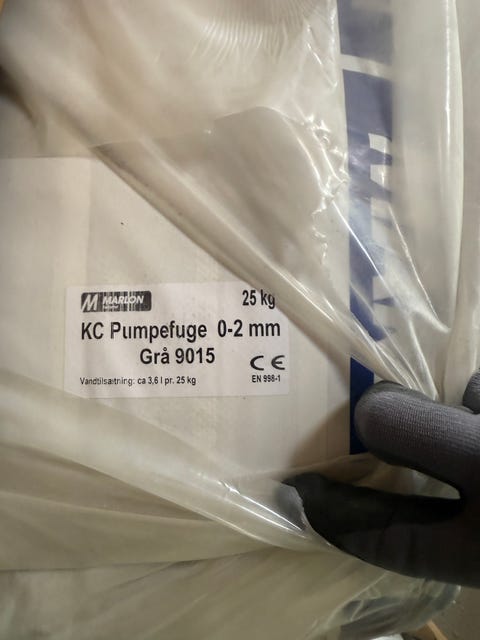 MARLON
25 kg
KC Pumpefuge 0-2 mm
Grå 9015
CE
Vandtilsætning: ca 3,6 l pr. 25 kg
EN 998-1